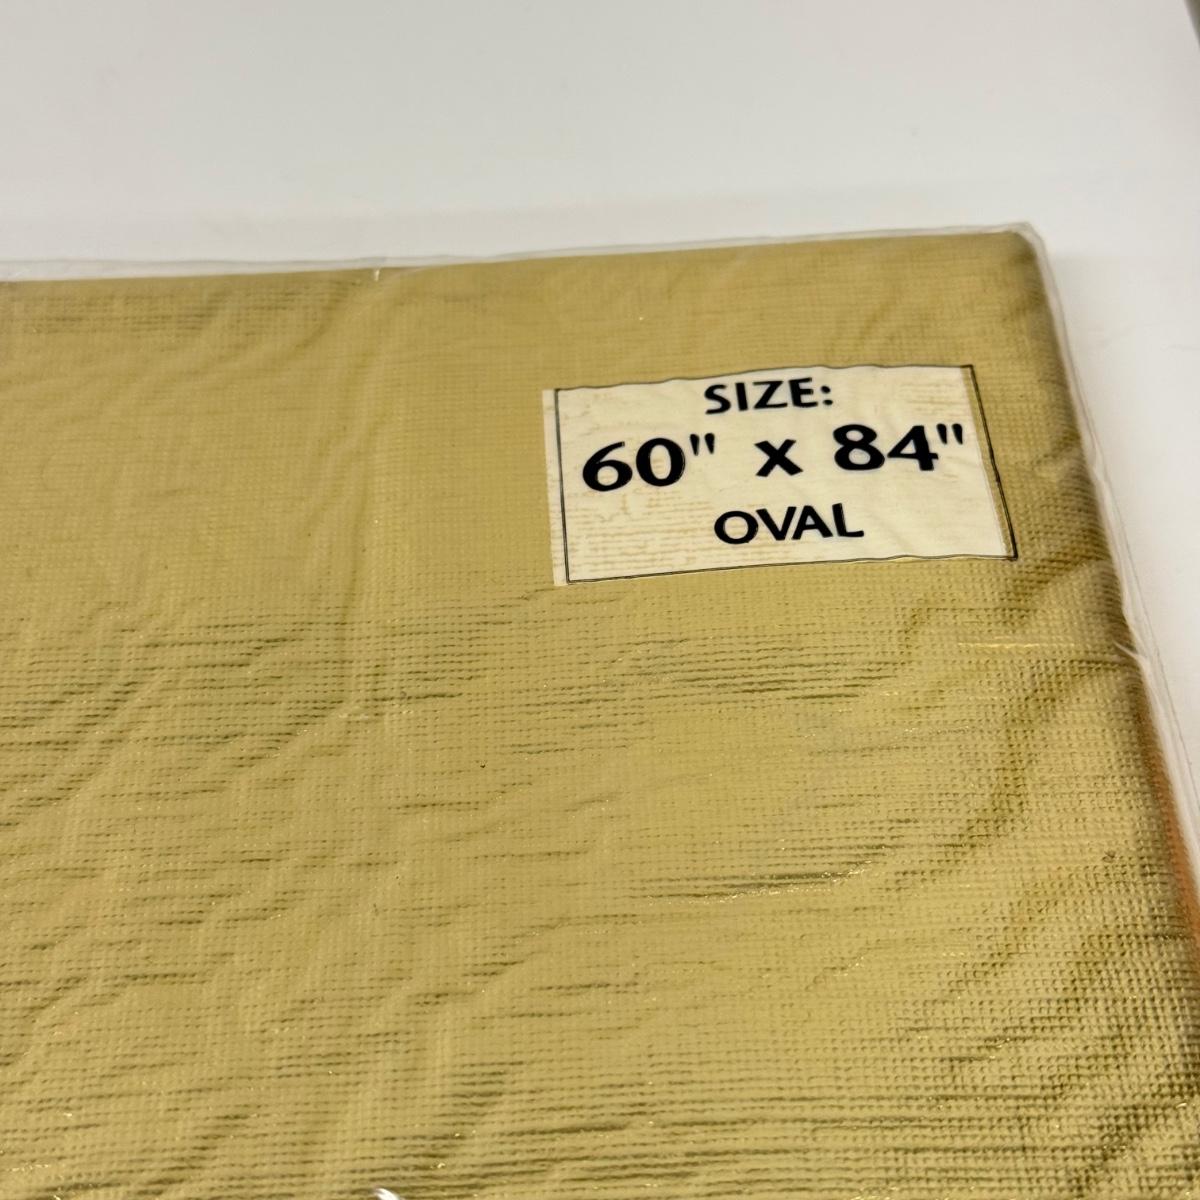 SIZE:
60" x 84"
OVAL